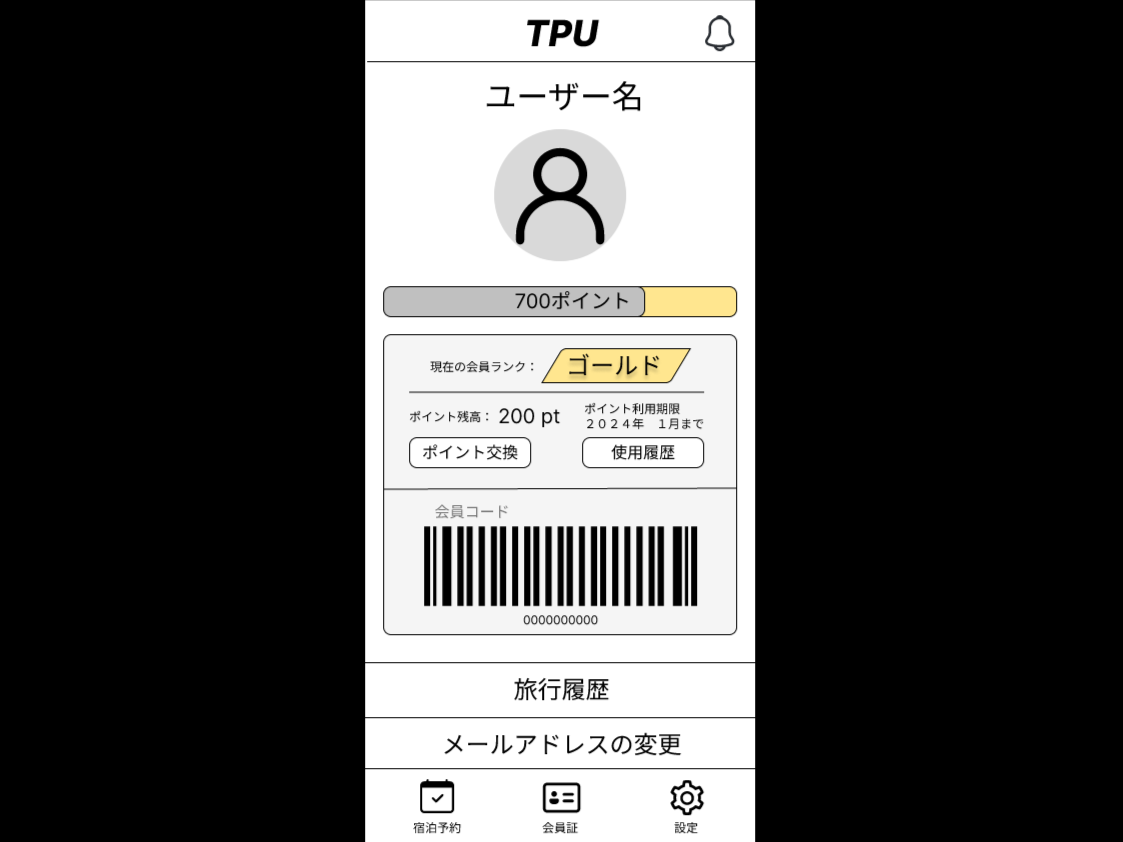 TPU
ユーザー名
700ポイント
現在の会員ランク：
ゴールド
ポイント残高： 200 pt
ポイント利用期限
２０２４年　１月まで
ポイント交換
使用履歴
会員コード
0000000000
旅行履歴
メールアドレスの変更
宿泊予約
会員証
設定